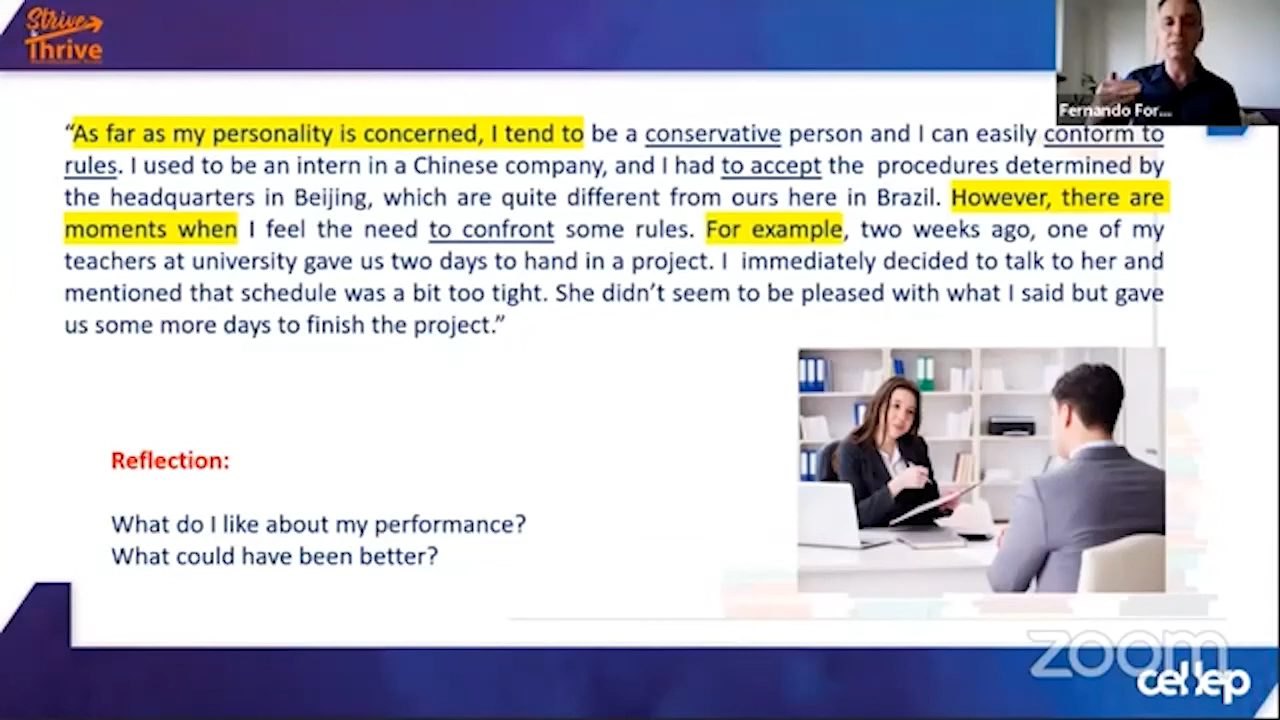 Strive
Thrive
Fernando For...
“As far as my personality is concerned, I tend to be a conservative person and I can easily conform to
rules. I used to be an intern in a Chinese company, and I had to accept the procedures determined by
the headquarters in Beijing, which are quite different from ours here in Brazil. However, there are
moments when I feel the need to confront some rules. For example, two weeks ago, one of my
teachers at university gave us two days to hand in a project. I immediately decided to talk to her and
mentioned that schedule was a bit too tight. She didn’t seem to be pleased with what I said but gave
us some more days to finish the project.”
Reflection:
What do I like about my performance?
What could have been better?
zoom
cellep